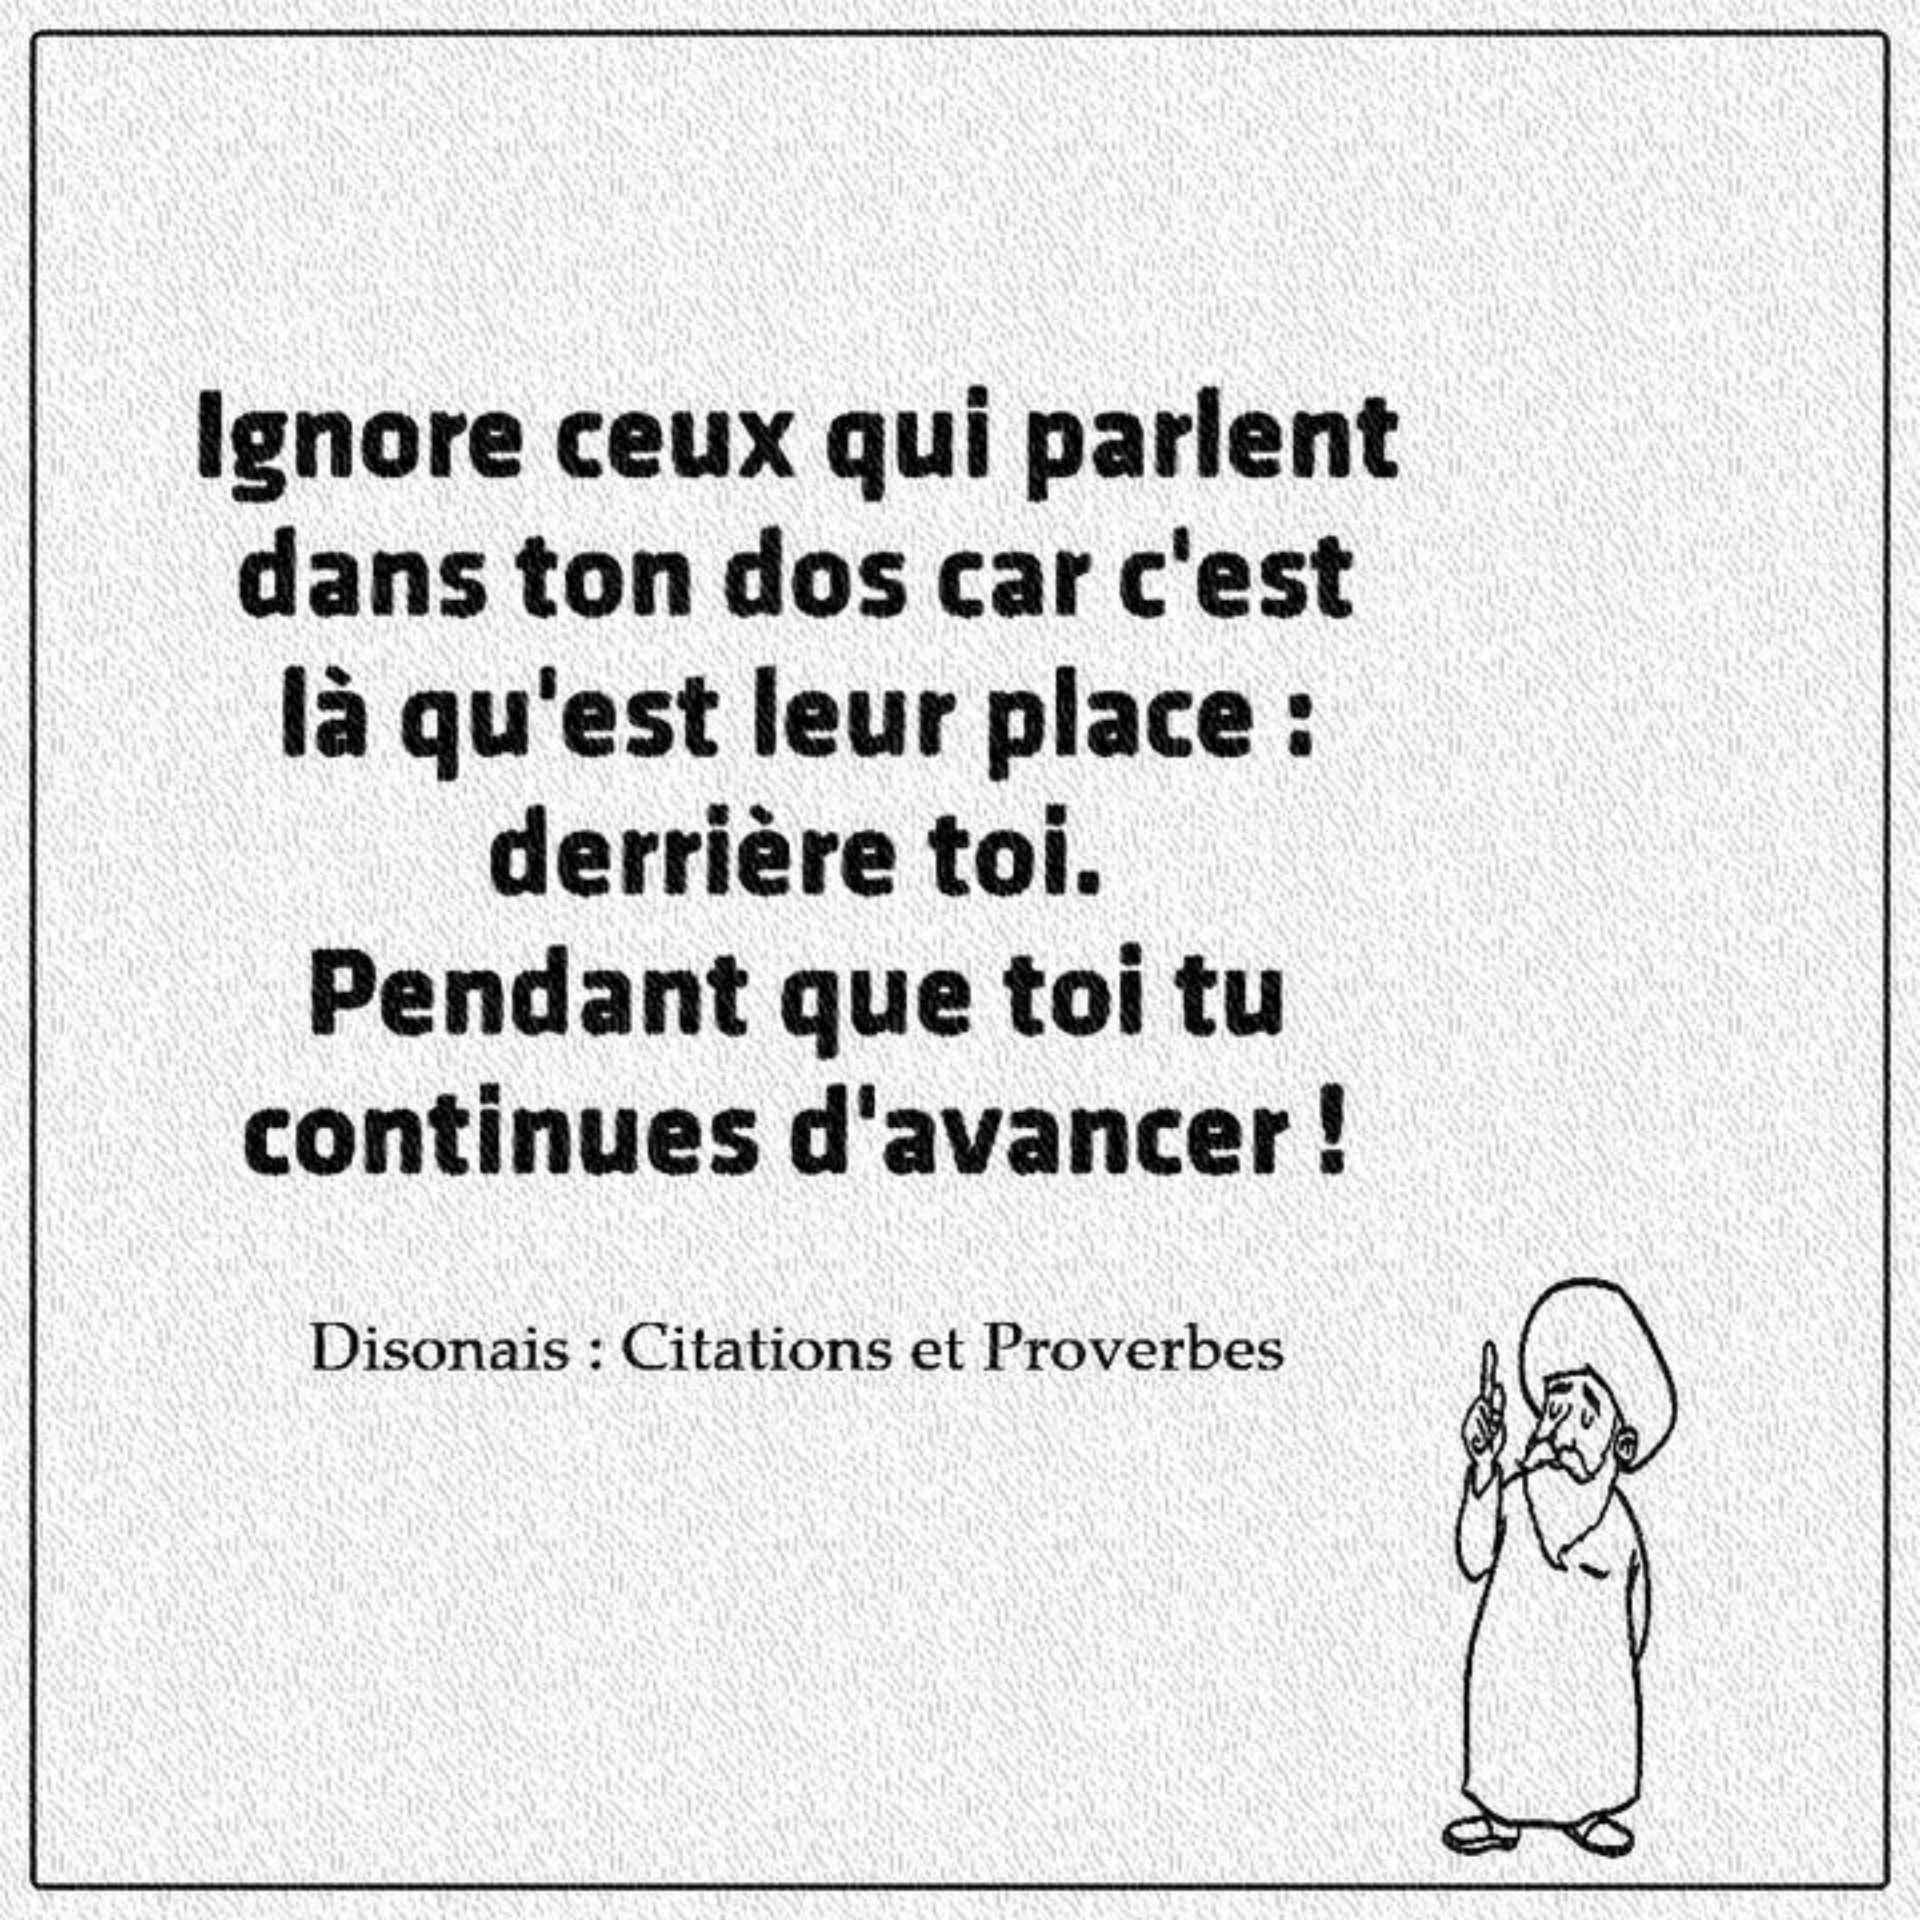 Ignore ceux qui parlent
dans ton dos car c'est
là qu'est leur place :
derrière toi.
Pendant que toi tu
continues d'avancer !
Disonais : Citations et Proverbes